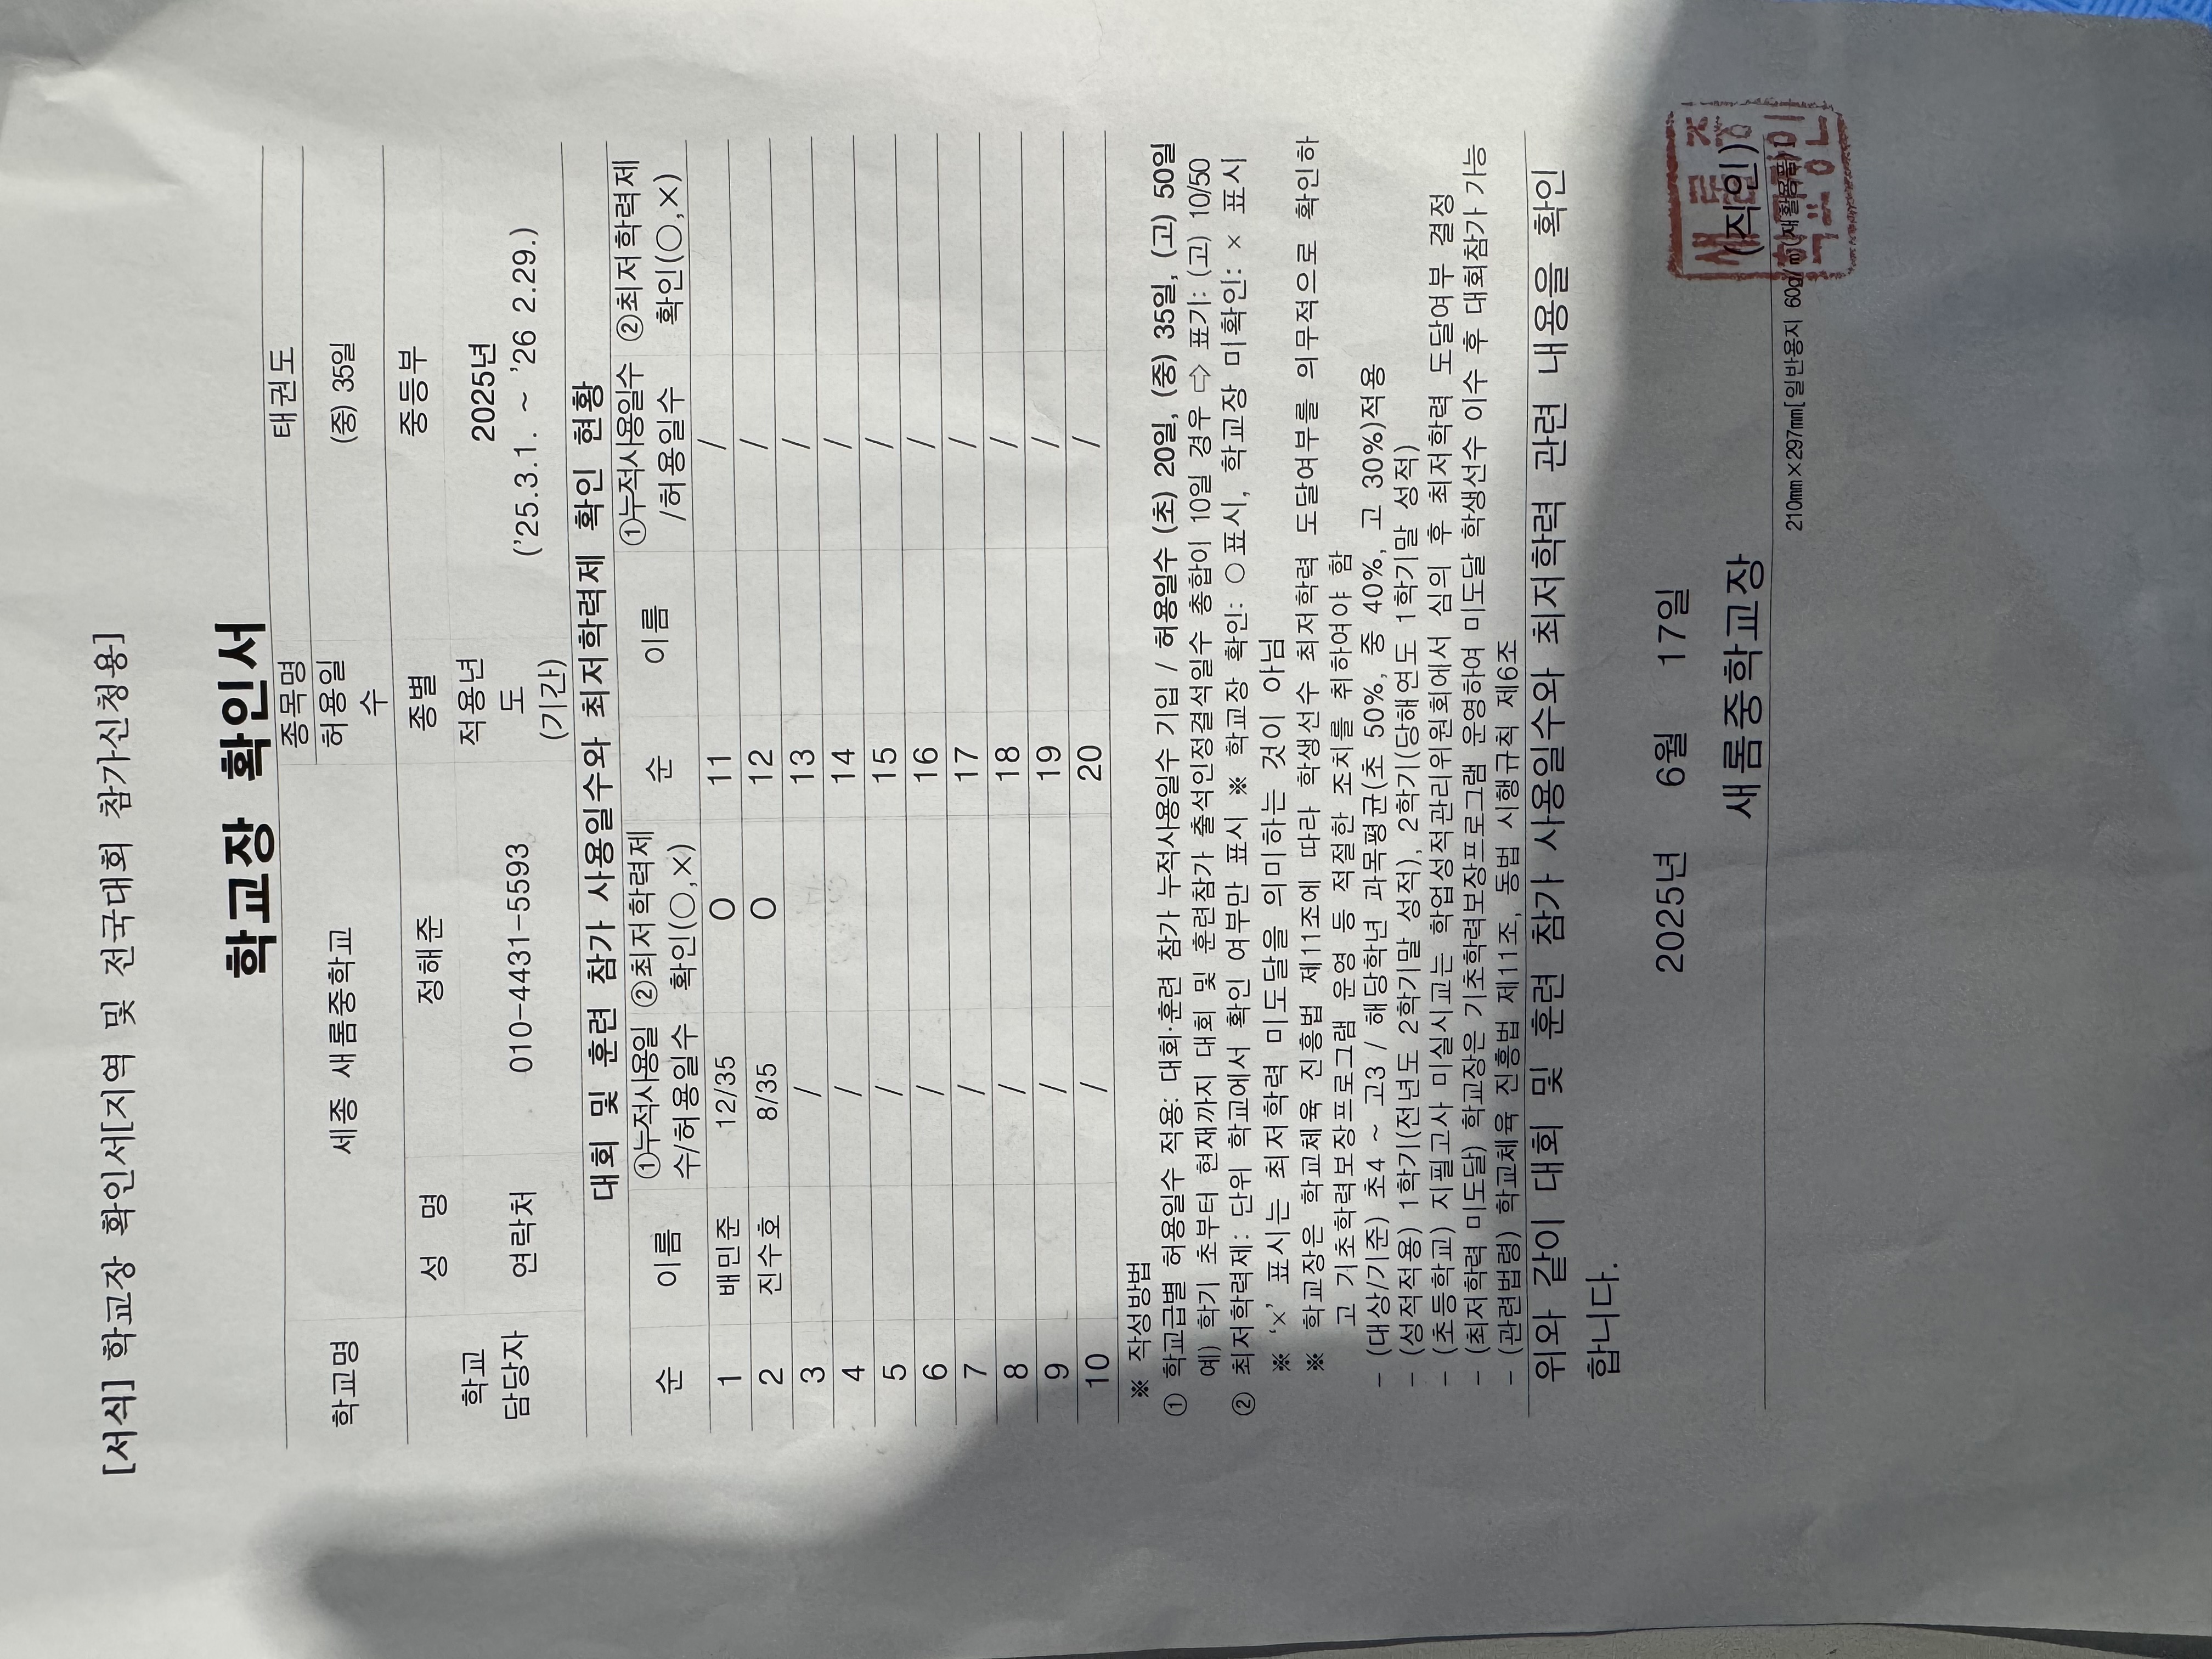 [서식] 학교장 확인서[지역 및 전국대회 참가신청용]
학교장 확인서
학교명 세종 새롬중학교 종목명 태권도
허용일수 (중) 35일
학교 담당자 성 명 정해준 종별 중등부
연락처 010-4431-5593 적용년도 (기간) 2025년 ('25.3.1. ~ '26 2.29.)
대회 및 훈련 참가 사용일수와 최저학력제 확인 현황
순 이름 ①누적사용일수/허용일수 ②최저학력제 확인(○,×) 순 이름 ①누적사용일수/허용일수 ②최저학력제 확인(○,×)
1 배민준 12/35 O 11 /
2 진수호 8/35 O 12 /
3 / 13 /
4 / 14 /
5 / 15 /
6 / 16 /
7 / 17 /
8 / 18 /
9 / 19 /
10 / 20 /
※ 작성방법
① 학교급별 허용일수 적용: 대회·훈련 참가 누적사용일수 기입 / 허용일수 (초) 20일, (중) 35일, (고) 50일
예) 학기 초부터 현재까지 대회 및 훈련참가 출석인정결석일수 총합이 10일 경우 ⇨ 표기: (고) 10/50
② 최저학력제: 단위 학교에서 확인 여부만 표시 ※ 학교장 확인: ○ 표시, 학교장 미확인: × 표시
※ '×' 표시는 최저학력 미도달을 의미하는 것이 아님
※ 학교장은 학교체육 진흥법 제11조에 따라 학생선수 최저학력 도달여부를 의무적으로 확인하
고 기초학력보장프로그램 운영 등 적절한 조치를 취하여야 함
- (대상/기준) 초4 ~ 고3 / 해당학년 과목평균(초 50%, 중 40%, 고 30%)적용
- (성적적용) 1학기(전년도 2학기말 성적), 2학기(당해연도 1학기말 성적)
- (초등학교) 지필고사 미실시교는 학업성적관리위원회에서 심의 후 최저학력 도달여부 결정
- (최저학력 미도달) 학교장은 기초학력보장프로그램 운영하여 미도달 학생선수 이수 후 대회참가 가능
- (관련법령) 학교체육 진흥법 제11조, 동법 시행규칙 제6조
위와 같이 대회 및 훈련 참가 사용일수와 최저학력 관련 내용을 확인
합니다.
2025년 6월 17일
새롬중학교장 (직인)
210㎜×297㎜[일반용지 60g/㎡(재활용품)]